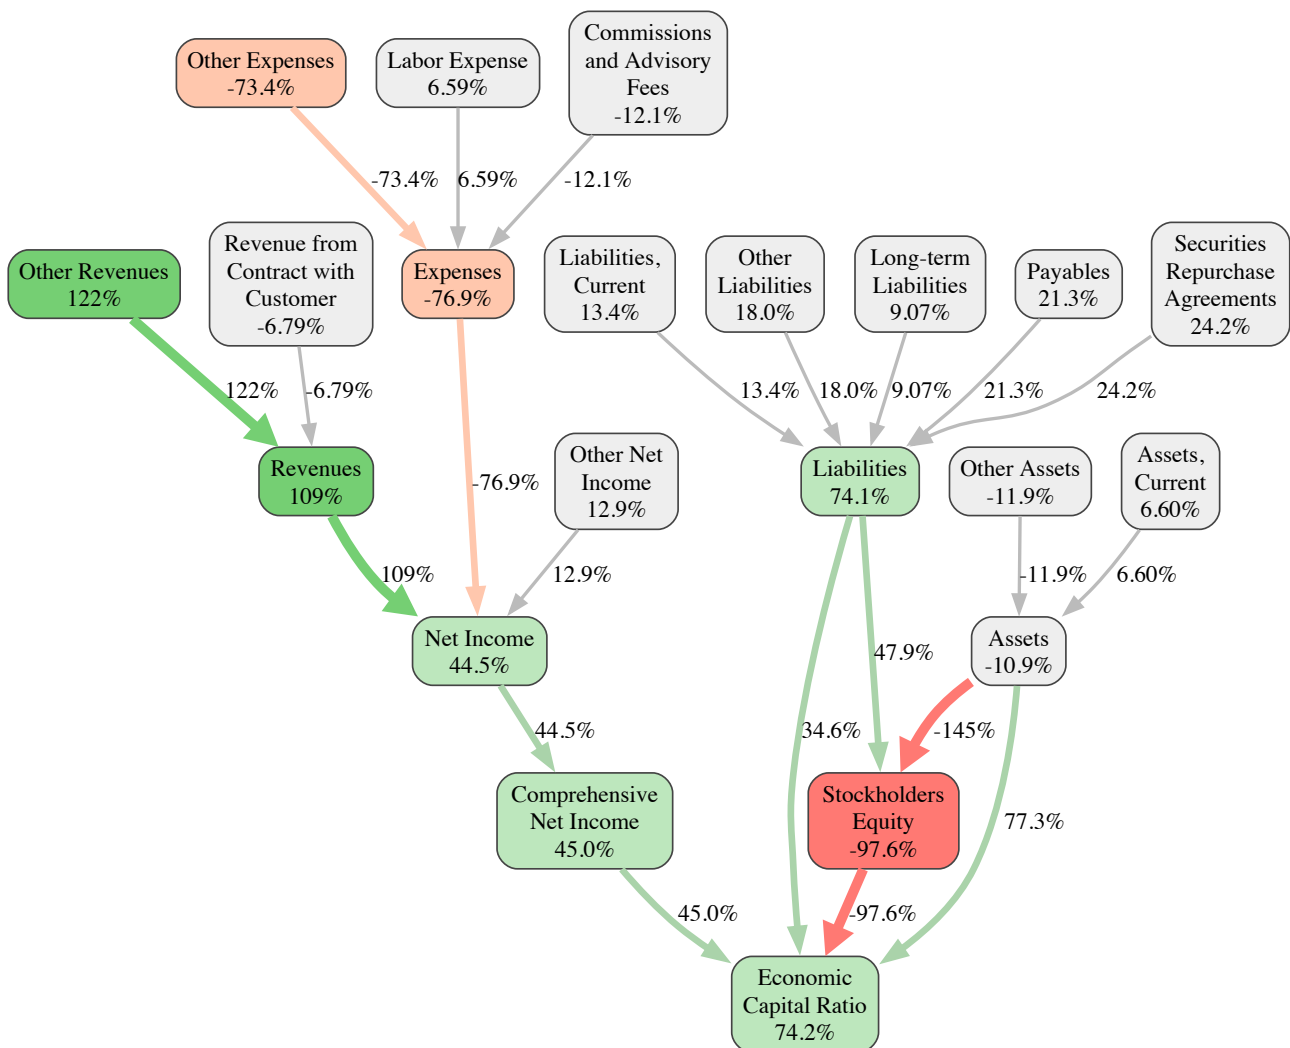 Other Expenses
-73.4%
Labor Expense
6.59%
Commissions
and Advisory
Fees
-12.1%
-73.4%
6.59%
-12.1%
Other Revenues
122%
Revenue from
Contract with
Customer
-6.79%
Expenses
-76.9%
Liabilities,
Current
13.4%
Other
Liabilities
18.0%
Long-term
Liabilities
9.07%
Payables
21.3%
Securities
Repurchase
Agreements
24.2%
122%
-6.79%
13.4%
18.0%
9.07%
21.3%
24.2%
Revenues
109%
-76.9%
Other Net
Income
12.9%
Liabilities
74.1%
Other Assets
-11.9%
Assets,
Current
6.60%
109%
12.9%
-11.9%
6.60%
Net Income
44.5%
47.9%
Assets
-10.9%
44.5%
34.6%
-145%
Comprehensive
Net Income
45.0%
Stockholders
Equity
-97.6%
77.3%
45.0%
-97.6%
Economic
Capital Ratio
74.2%